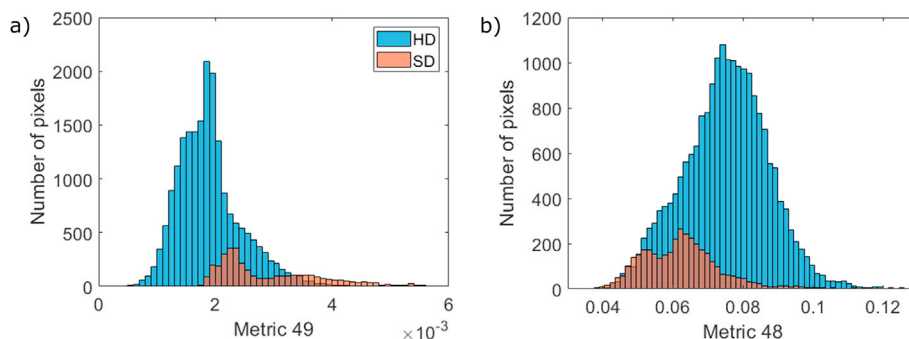 a)
2500
2000
1500
1000
500
0
Number of pixels
HD
SD
0 2 4 6
Metric 49
×10-3
b)
1200
1000
800
600
400
200
0
Number of pixels
0.04 0.06 0.08 0.1 0.12
Metric 48